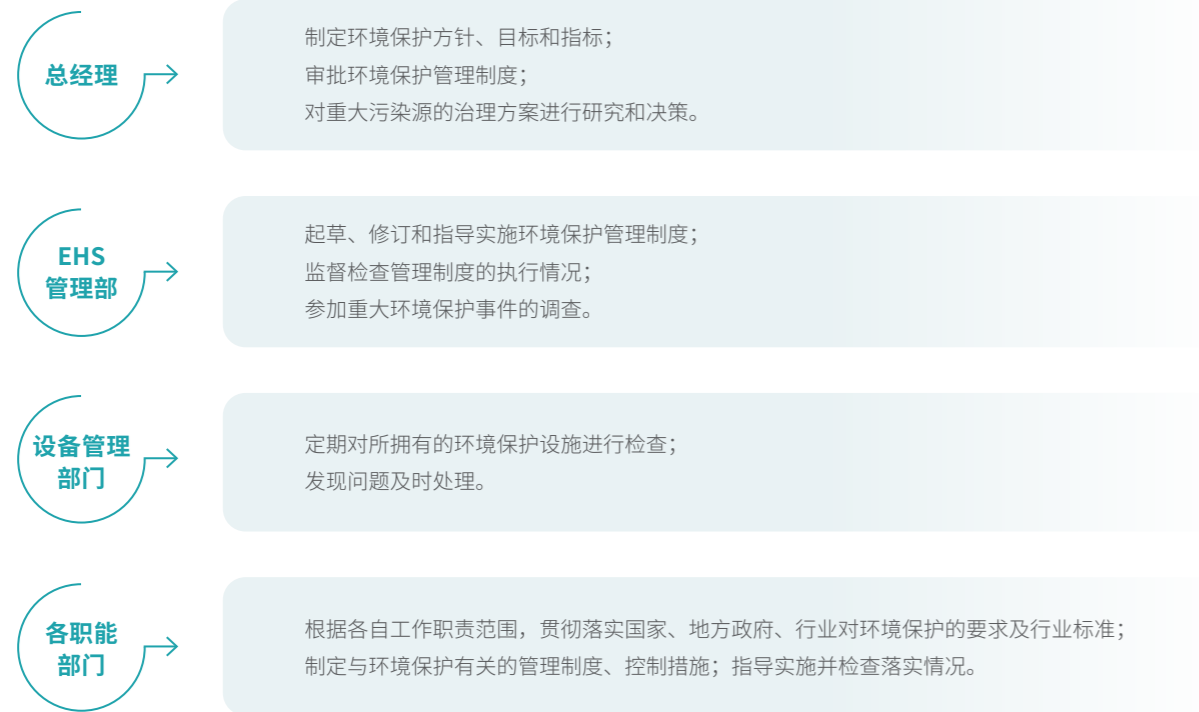 总经理
制定环境保护方针、目标和指标；
审批环境保护管理制度；
对重大污染源的治理方案进行研究和决策。
EHS
管理部
起草、修订和指导实施环境保护管理制度；
监督检查管理制度的执行情况；
参加重大环境保护事件的调查。
设备管理
部门
定期对所拥有的环境保护设施进行检查；
发现问题及时处理。
各职能
部门
根据各自工作职责范围，贯彻落实国家、地方政府、行业对环境保护的要求及行业标准；
制定与环境保护有关的管理制度、控制措施；指导实施并检查落实情况。